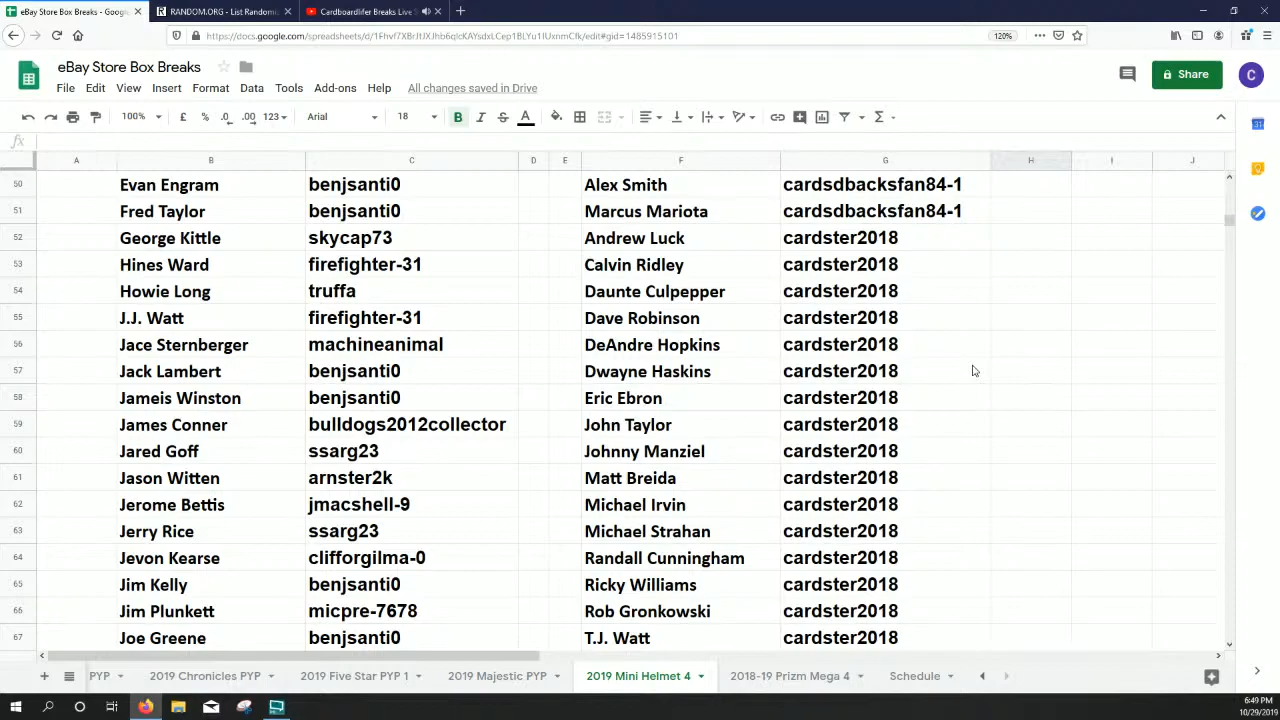 eBay Store Box Breaks - Google
RANDOM.ORG - List Randomiz
Cardboardlifer Breaks Live S
120%
eBay Store Box Breaks
File Edit View Insert Format Data Tools Add-ons Help All changes saved in Drive
Share
C
100% £ % .0 .00 123 Arial 18 B I S A
fx
A B C D E F G H I J
50 Evan Engram benjsanti0 Alex Smith cardsdbacksfan84-1
51 Fred Taylor benjsanti0 Marcus Mariota cardsdbacksfan84-1
52 George Kittle skycap73 Andrew Luck cardster2018
53 Hines Ward firefighter-31 Calvin Ridley cardster2018
54 Howie Long truffa Daunte Culpepper cardster2018
55 J.J. Watt firefighter-31 Dave Robinson cardster2018
56 Jace Sternberger machineanimal DeAndre Hopkins cardster2018
57 Jack Lambert benjsanti0 Dwayne Haskins cardster2018
58 Jameis Winston benjsanti0 Eric Ebron cardster2018
59 James Conner bulldogs2012collector John Taylor cardster2018
60 Jared Goff ssarg23 Johnny Manziel cardster2018
61 Jason Witten arnster2k Matt Breida cardster2018
62 Jerome Bettis jmacshell-9 Michael Irvin cardster2018
63 Jerry Rice ssarg23 Michael Strahan cardster2018
64 Jevon Kearse clifforgilma-0 Randall Cunningham cardster2018
65 Jim Kelly benjsanti0 Ricky Williams cardster2018
66 Jim Plunkett micpre-7678 Rob Gronkowski cardster2018
67 Joe Greene benjsanti0 T.J. Watt cardster2018
PYP 2019 Chronicles PYP 2019 Five Star PYP 1 2019 Majestic PYP 2019 Mini Helmet 4 2018-19 Prizm Mega 4 Schedule
6:49 PM
10/29/2019